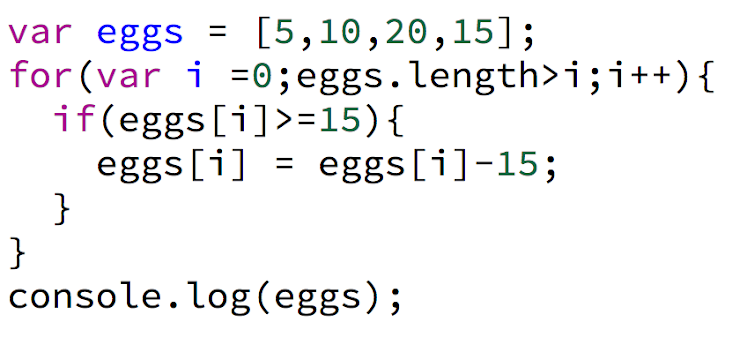 var eggs = [5,10,20,15];
for(var i =0;eggs.length>i;i++){
  if(eggs[i]>=15){
    eggs[i] = eggs[i]-15;
  }
}
console.log(eggs);